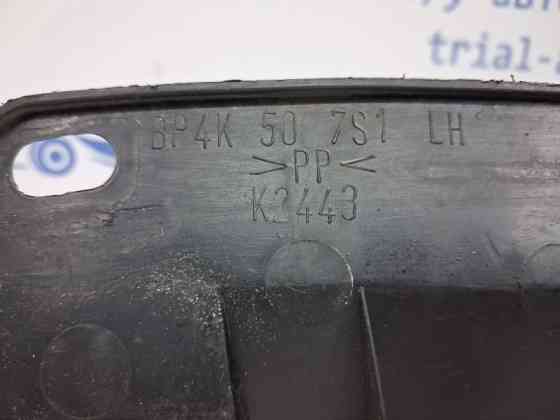 trial-a
BP4K 50 7S1 LH
>PP<
K2443